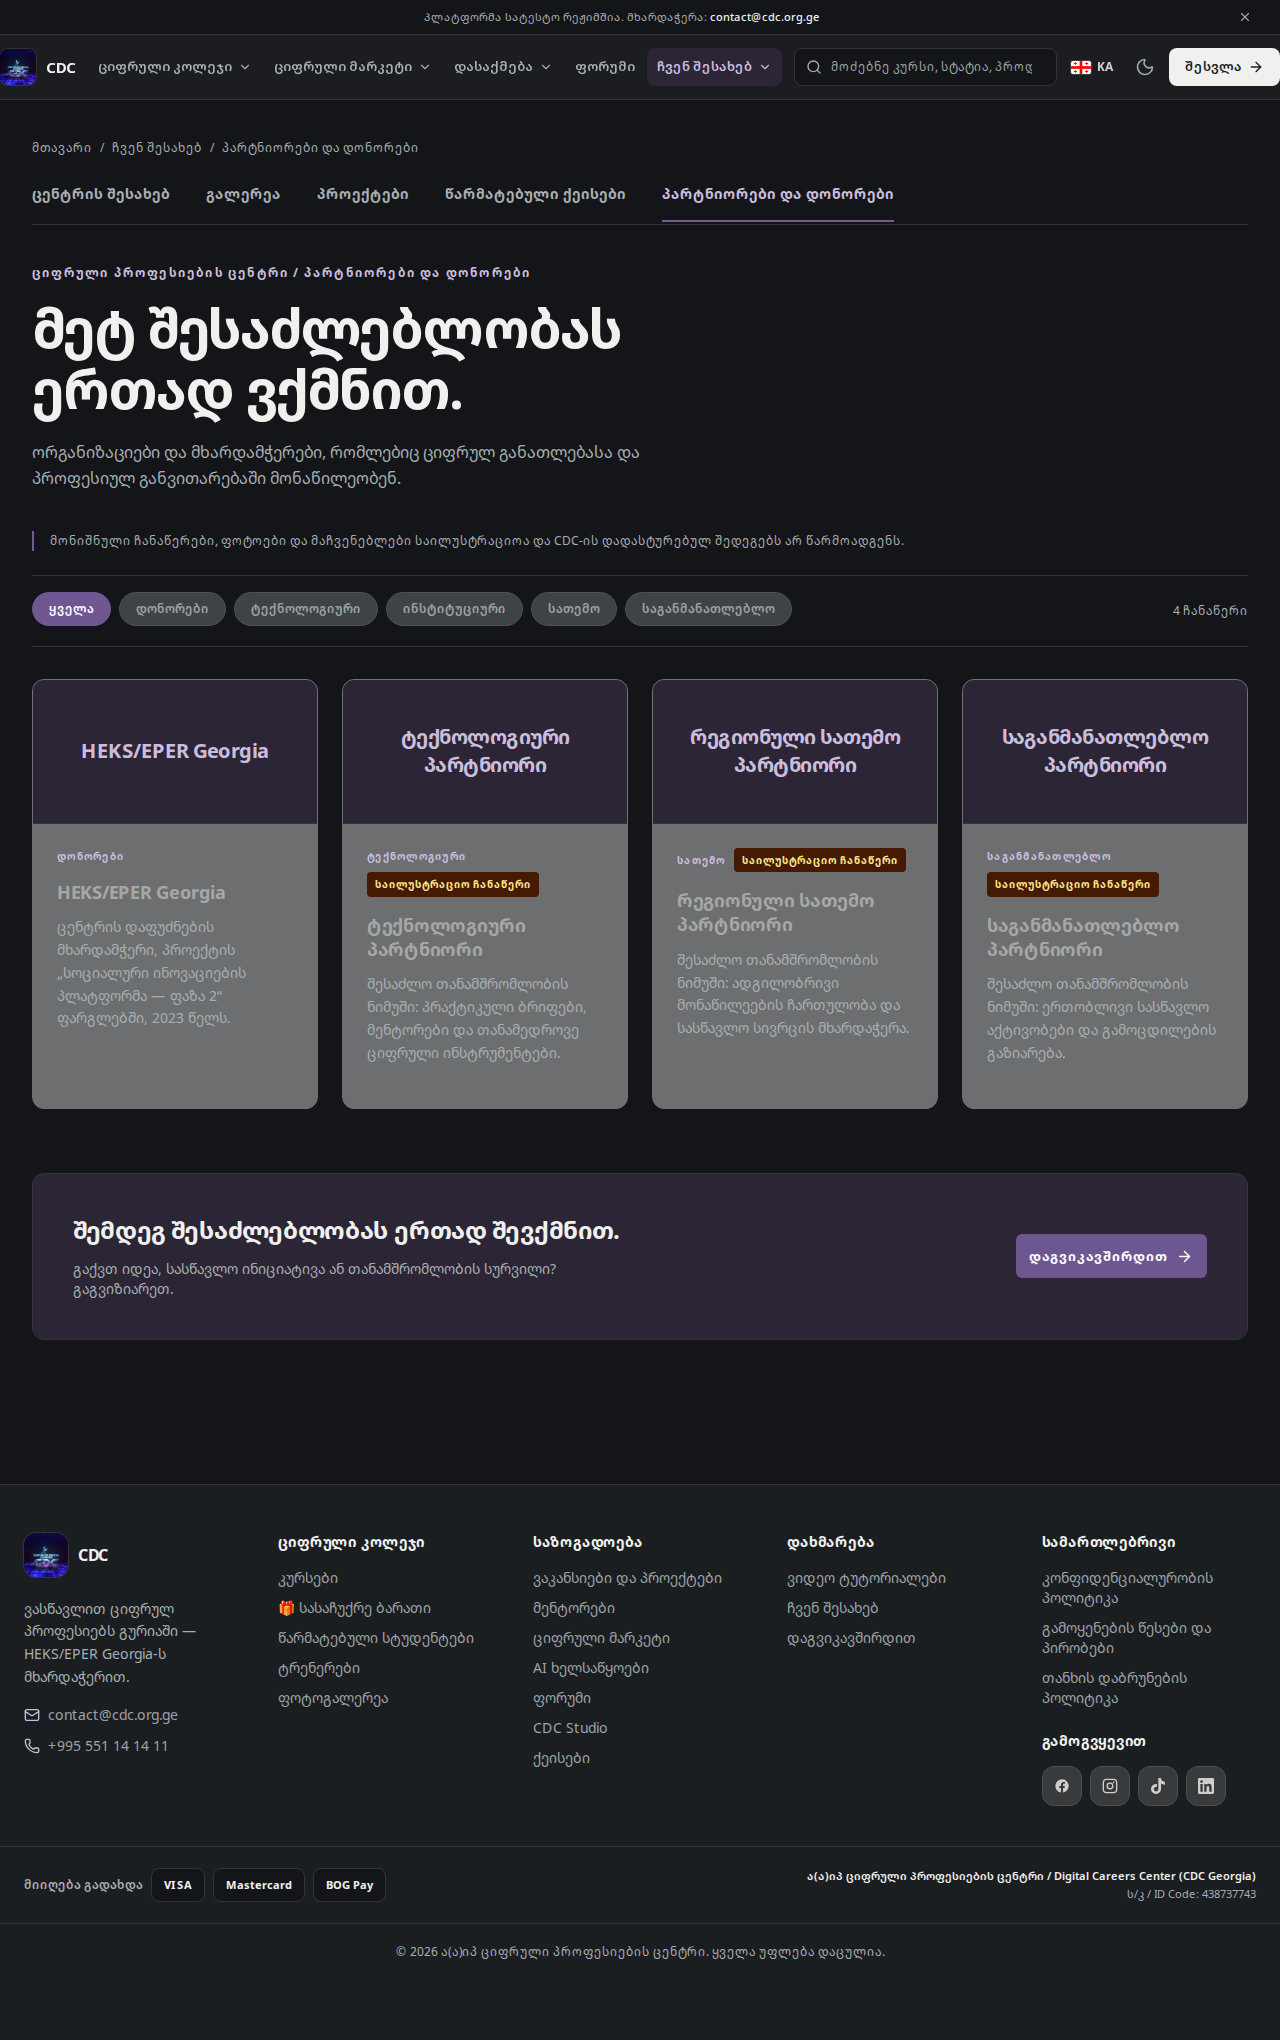 პლატფორმა სატესტო რეჟიმშია. მხარდაჭერა: contact@cdc.org.ge
CDC
ციფრული კოლეჯი
ციფრული მარკეტი
დასაქმება
ფორუმი
ჩვენ შესახებ
მოძებნე კურსი, სტატია, პროდ
KA
შესვლა
მთავარი / ჩვენ შესახებ / პარტნიორები და დონორები
ცენტრის შესახებ
გალერეა
პროექტები
წარმატებული ქეისები
პარტნიორები და დონორები
ციფრული პროფესიების ცენტრი / პარტნიორები და დონორები
მეტ შესაძლებლობას
ერთად ვქმნით.
ორგანიზაციები და მხარდამჭერები, რომლებიც ციფრულ განათლებასა და
პროფესიულ განვითარებაში მონაწილეობენ.
მონიშნული ჩანაწერები, ფოტოები და მაჩვენებლები საილუსტრაციოა და CDC-ის დადასტურებულ შედეგებს არ წარმოადგენს.
ყველა
დონორები
ტექნოლოგიური
ინსტიტუციური
სათემო
საგანმანათლებლო
4 ჩანაწერი
HEKS/EPER Georgia
დონორები
HEKS/EPER Georgia
ცენტრის დაფუძნების
მხარდამჭერი, პროექტის
„სოციალური ინოვაციების
პლატფორმა — ფაზა 2“
ფარგლებში, 2023 წელს.
ტექნოლოგიური
პარტნიორი
ტექნოლოგიური
საილუსტრაციო ჩანაწერი
ტექნოლოგიური
პარტნიორი
შესაძლო თანამშრომლობის
ნიმუში: პრაქტიკული ბრიფები,
მენტორები და თანამედროვე
ციფრული ინსტრუმენტები.
რეგიონული სათემო
პარტნიორი
სათემო
საილუსტრაციო ჩანაწერი
რეგიონული სათემო
პარტნიორი
შესაძლო თანამშრომლობის
ნიმუში: ადგილობრივი
მონაწილეების ჩართულობა და
სასწავლო სივრცის მხარდაჭერა.
საგანმანათლებლო
პარტნიორი
საგანმანათლებლო
საილუსტრაციო ჩანაწერი
საგანმანათლებლო
პარტნიორი
შესაძლო თანამშრომლობის
ნიმუში: ერთობლივი სასწავლო
აქტივობები და გამოცდილების
გაზიარება.
შემდეგ შესაძლებლობას ერთად შევქმნით.
გაქვთ იდეა, სასწავლო ინიციატივა ან თანამშრომლობის სურვილი?
გაგვიზიარეთ.
დაგვიკავშირდით
CDC
ვასწავლით ციფრულ
პროფესიებს გურიაში —
HEKS/EPER Georgia-ს
მხარდაჭერით.
contact@cdc.org.ge
+995 551 14 14 11
ციფრული კოლეჯი
კურსები
🎁 სასაჩუქრე ბარათი
წარმატებული სტუდენტები
ტრენერები
ფოტოგალერეა
საზოგადოება
ვაკანსიები და პროექტები
მენტორები
ციფრული მარკეტი
AI ხელსაწყოები
ფორუმი
CDC Studio
ქეისები
დახმარება
ვიდეო ტუტორიალები
ჩვენ შესახებ
დაგვიკავშირდით
სამართლებრივი
კონფიდენციალურობის
პოლიტიკა
გამოყენების წესები და
პირობები
თანხის დაბრუნების
პოლიტიკა
გამოგვყევით
მიიღება გადახდა
VISA
Mastercard
BOG Pay
ა(ა)იპ ციფრული პროფესიების ცენტრი / Digital Careers Center (CDC Georgia)
ს/კ / ID Code: 438737743
© 2026 ა(ა)იპ ციფრული პროფესიების ცენტრი. ყველა უფლება დაცულია.